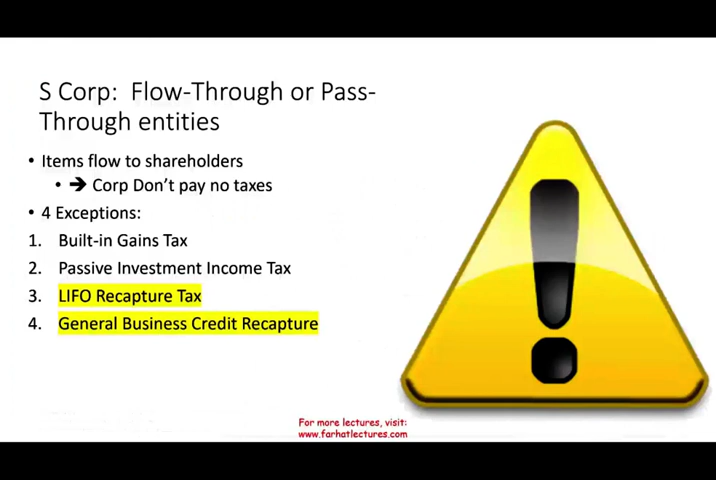 S Corp: Flow-Through or Pass-
Through entities
• Items flow to shareholders
• ➔ Corp Don't pay no taxes
• 4 Exceptions:
1. Built-in Gains Tax
2. Passive Investment Income Tax
3. LIFO Recapture Tax
4. General Business Credit Recapture
For more lectures, visit:
www.farhatlectures.com